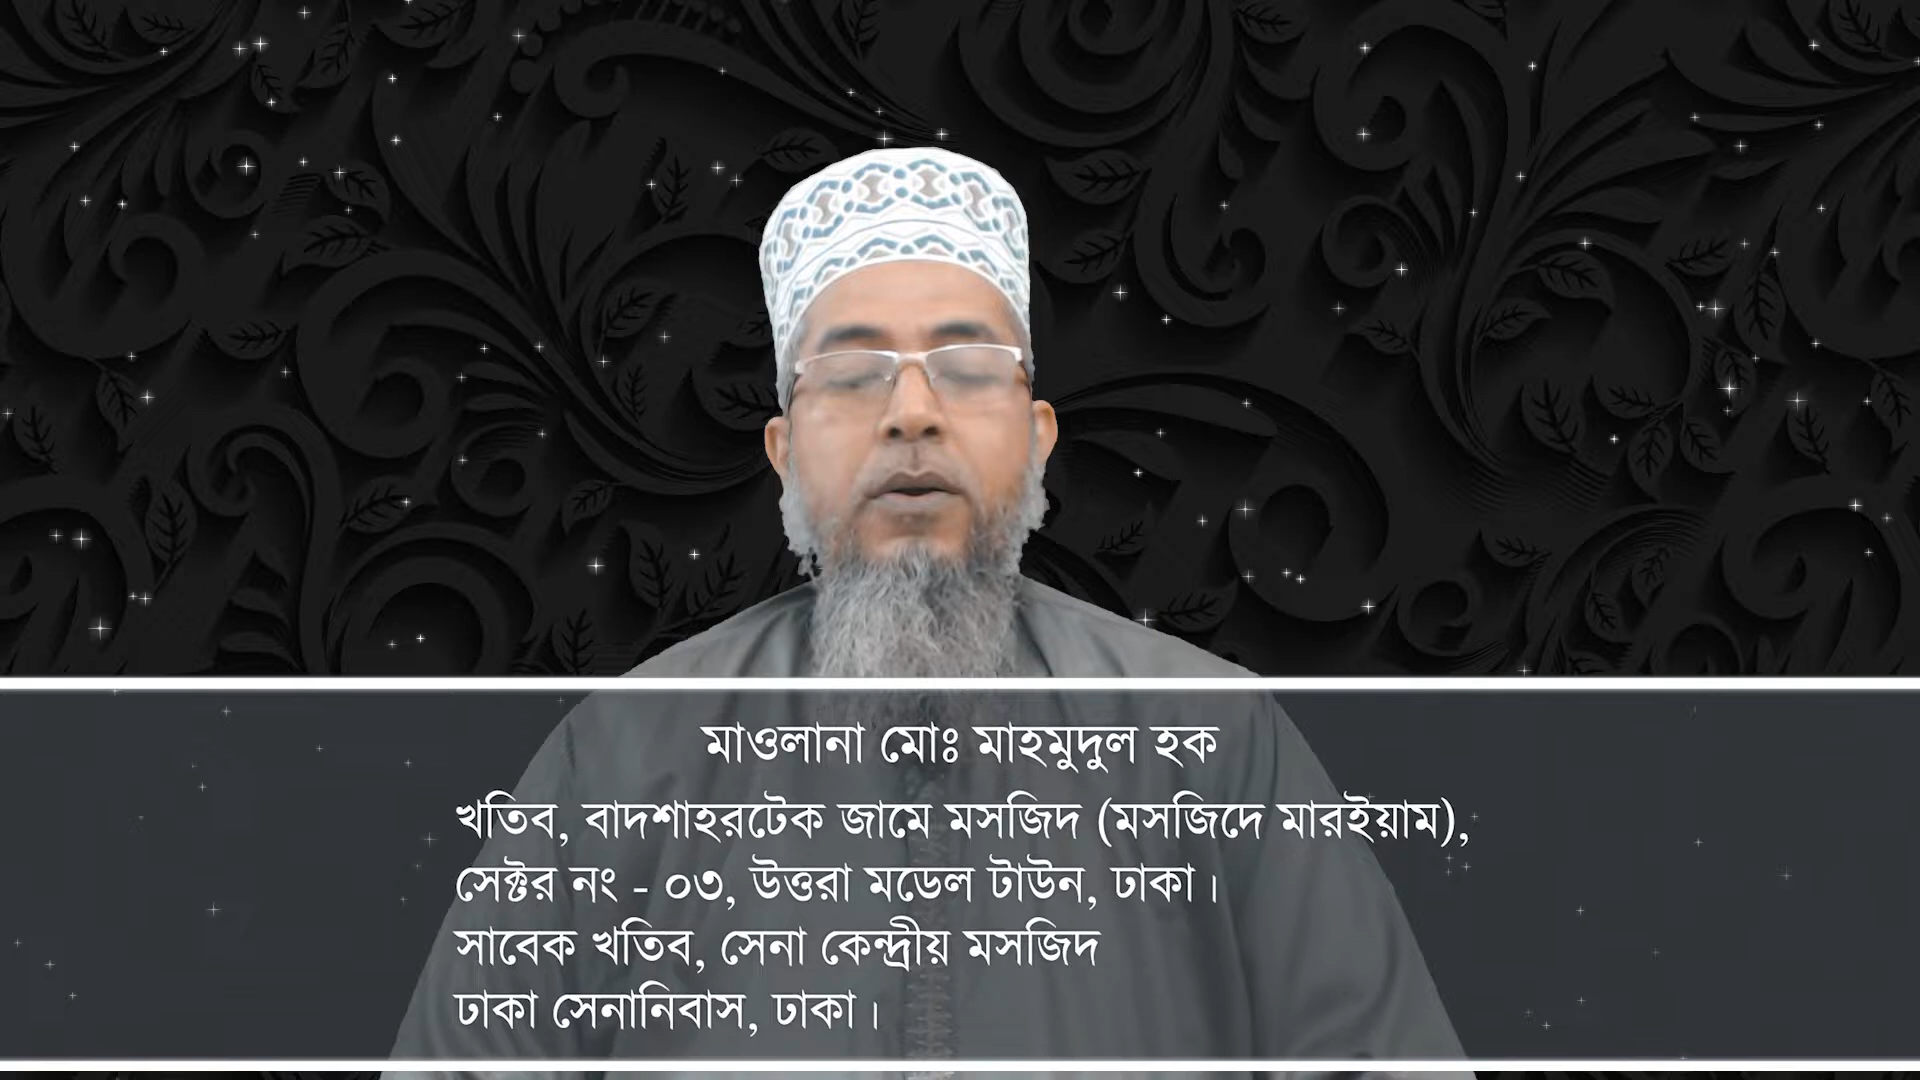 মাওলানা মোঃ মাহমুদুল হক
খতিব, বাদশাহরটেক জামে মসজিদ (মসজিদে মারইয়াম),
সেক্টর নং - ০৩, উত্তরা মডেল টাউন, ঢাকা।
সাবেক খতিব, সেনা কেন্দ্রীয় মসজিদ
ঢাকা সেনানিবাস, ঢাকা।